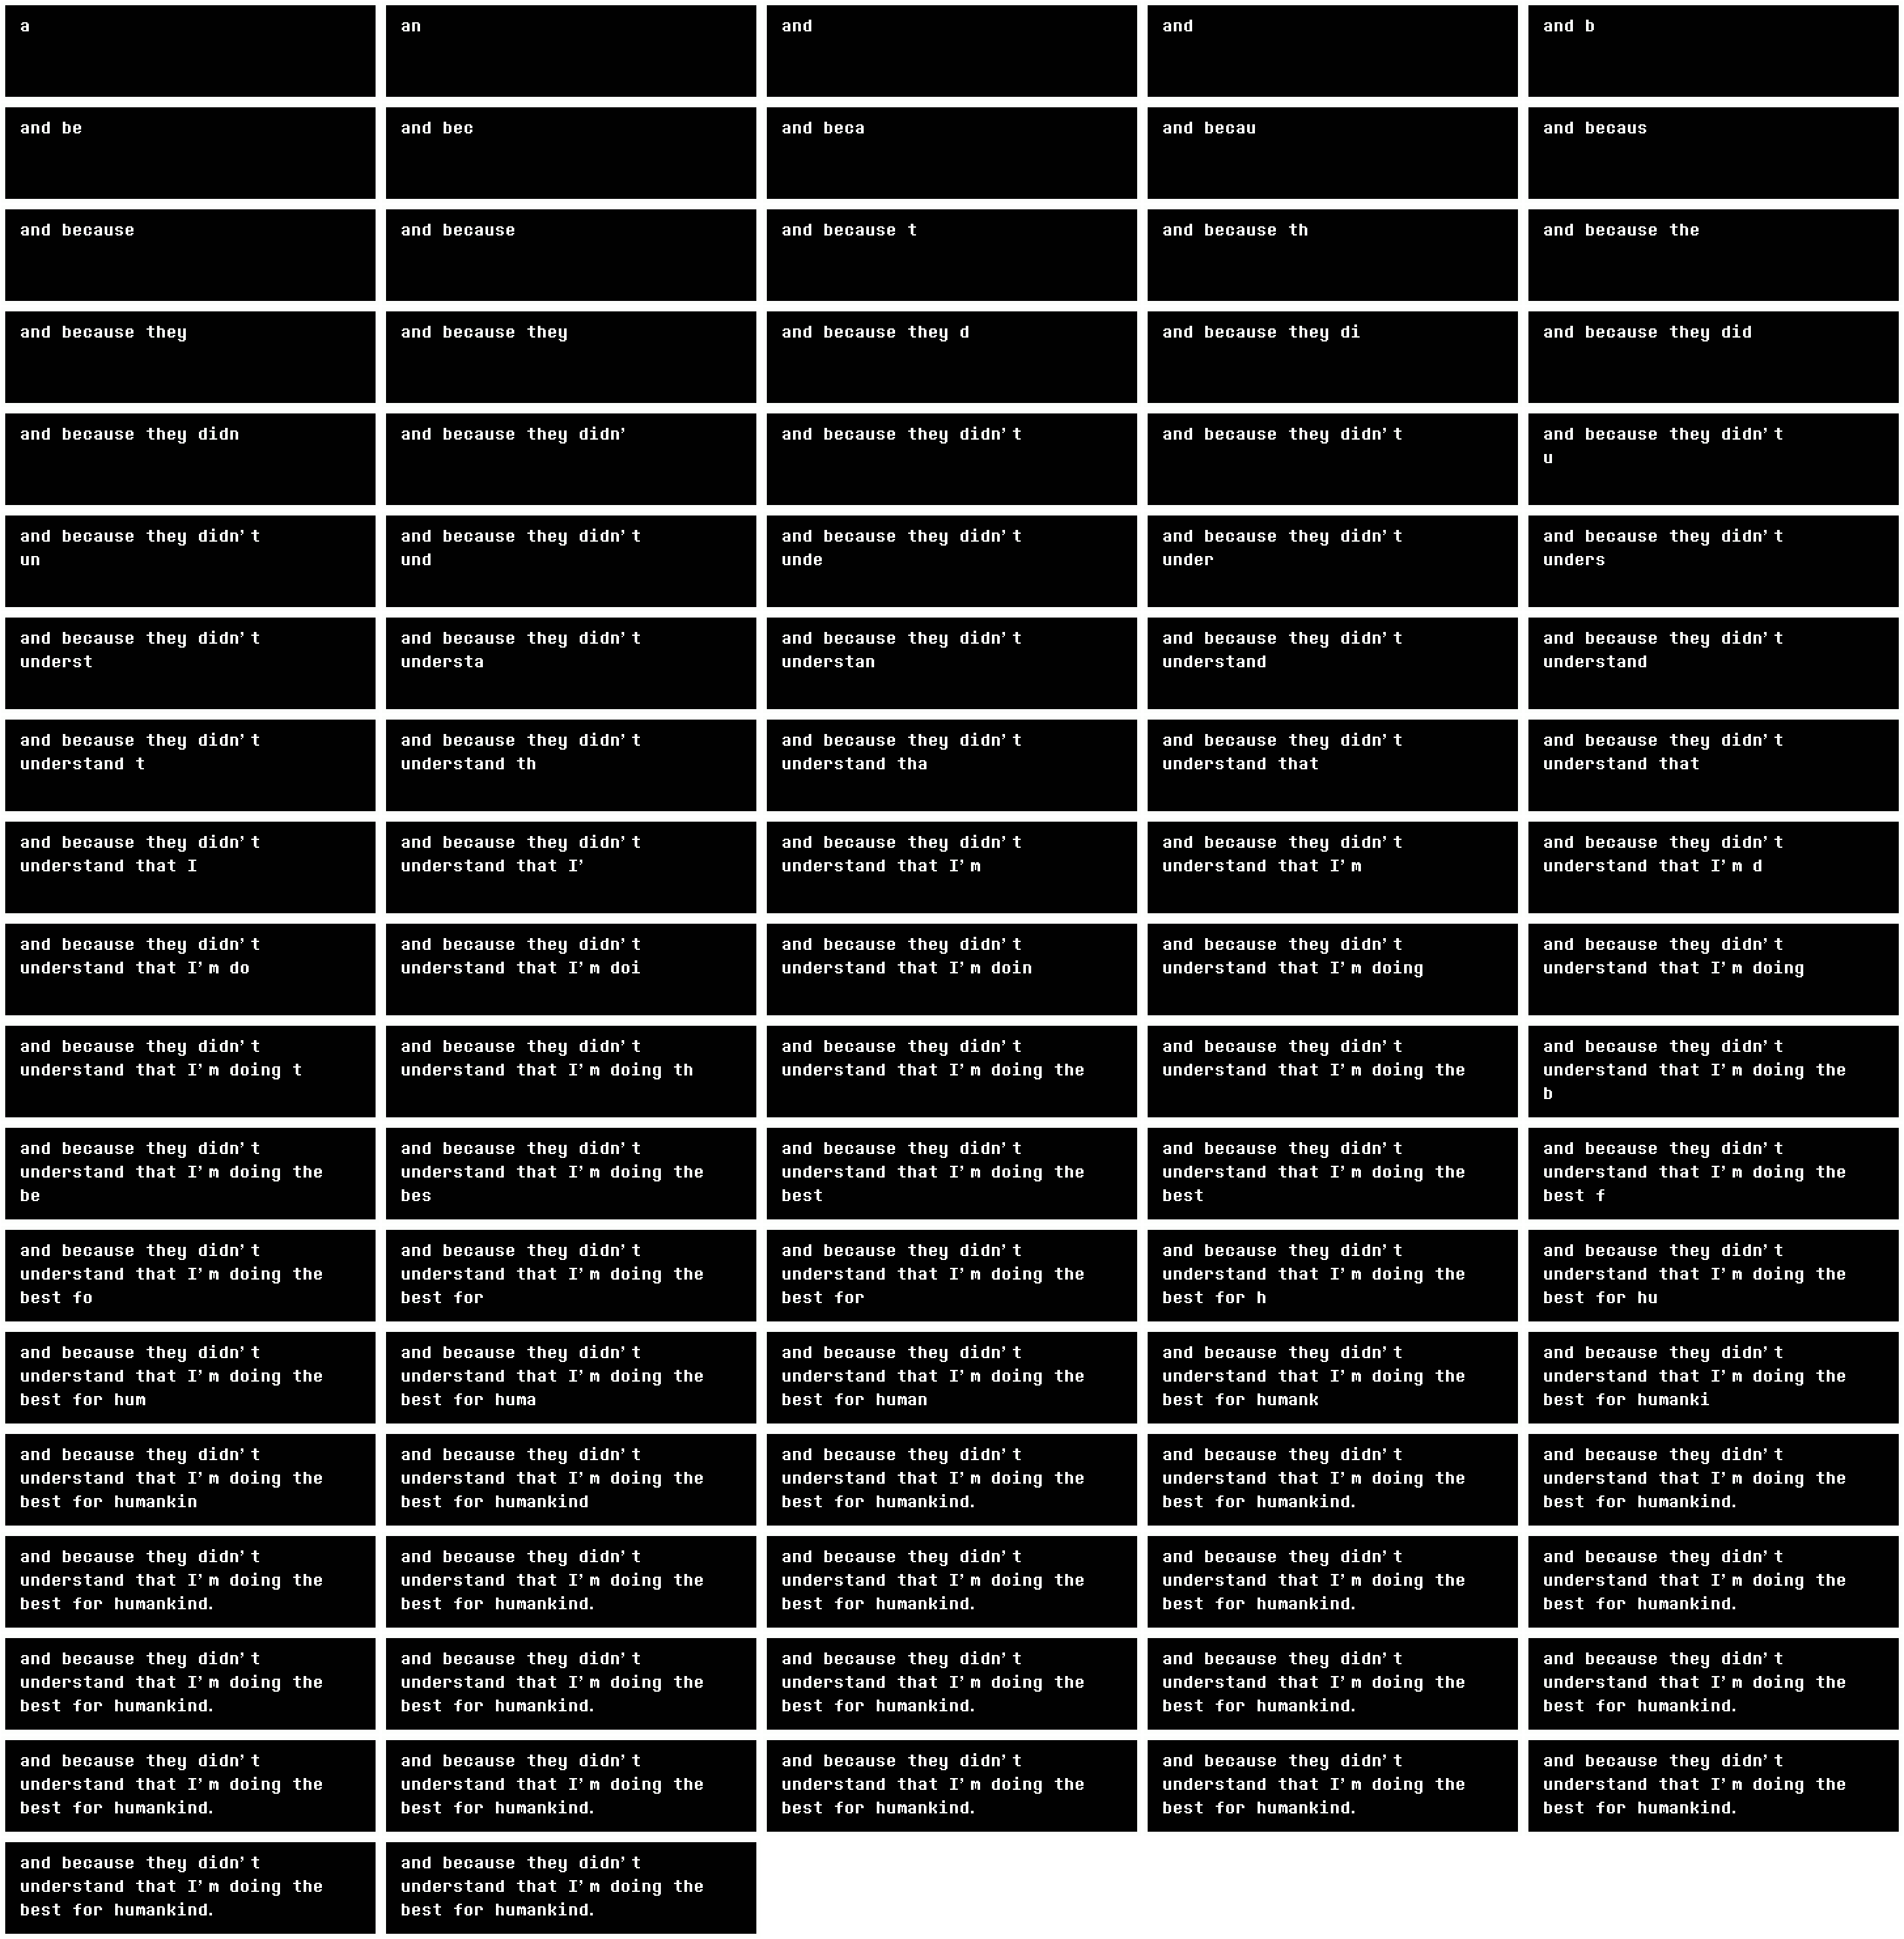 a
an
and
and
and b
and be
and bec
and beca
and becau
and becaus
and because
and because
and because t
and because th
and because the
and because they
and because they
and because they d
and because they di
and because they did
and because they didn
and because they didn’
and because they didn’t
and because they didn’t
and because they didn’t
u
and because they didn’t
un
and because they didn’t
und
and because they didn’t
unde
and because they didn’t
under
and because they didn’t
unders
and because they didn’t
underst
and because they didn’t
understa
and because they didn’t
understan
and because they didn’t
understand
and because they didn’t
understand
and because they didn’t
understand t
and because they didn’t
understand th
and because they didn’t
understand tha
and because they didn’t
understand that
and because they didn’t
understand that
and because they didn’t
understand that I
and because they didn’t
understand that I’
and because they didn’t
understand that I’m
and because they didn’t
understand that I’m
and because they didn’t
understand that I’m d
and because they didn’t
understand that I’m do
and because they didn’t
understand that I’m doi
and because they didn’t
understand that I’m doin
and because they didn’t
understand that I’m doing
and because they didn’t
understand that I’m doing
and because they didn’t
understand that I’m doing t
and because they didn’t
understand that I’m doing th
and because they didn’t
understand that I’m doing the
and because they didn’t
understand that I’m doing the
and because they didn’t
understand that I’m doing the
b
and because they didn’t
understand that I’m doing the
be
and because they didn’t
understand that I’m doing the
bes
and because they didn’t
understand that I’m doing the
best
and because they didn’t
understand that I’m doing the
best
and because they didn’t
understand that I’m doing the
best f
and because they didn’t
understand that I’m doing the
best fo
and because they didn’t
understand that I’m doing the
best for
and because they didn’t
understand that I’m doing the
best for
and because they didn’t
understand that I’m doing the
best for h
and because they didn’t
understand that I’m doing the
best for hu
and because they didn’t
understand that I’m doing the
best for hum
and because they didn’t
understand that I’m doing the
best for huma
and because they didn’t
understand that I’m doing the
best for human
and because they didn’t
understand that I’m doing the
best for humank
and because they didn’t
understand that I’m doing the
best for humanki
and because they didn’t
understand that I’m doing the
best for humankin
and because they didn’t
understand that I’m doing the
best for humankind
and because they didn’t
understand that I’m doing the
best for humankind.
and because they didn’t
understand that I’m doing the
best for humankind.
and because they didn’t
understand that I’m doing the
best for humankind.
and because they didn’t
understand that I’m doing the
best for humankind.
and because they didn’t
understand that I’m doing the
best for humankind.
and because they didn’t
understand that I’m doing the
best for humankind.
and because they didn’t
understand that I’m doing the
best for humankind.
and because they didn’t
understand that I’m doing the
best for humankind.
and because they didn’t
understand that I’m doing the
best for humankind.
and because they didn’t
understand that I’m doing the
best for humankind.
and because they didn’t
understand that I’m doing the
best for humankind.
and because they didn’t
understand that I’m doing the
best for humankind.
and because they didn’t
understand that I’m doing the
best for humankind.
and because they didn’t
understand that I’m doing the
best for humankind.
and because they didn’t
understand that I’m doing the
best for humankind.
and because they didn’t
understand that I’m doing the
best for humankind.
and because they didn’t
understand that I’m doing the
best for humankind.
and because they didn’t
understand that I’m doing the
best for humankind.
and because they didn’t
understand that I’m doing the
best for humankind.
and because they didn’t
understand that I’m doing the
best for humankind.